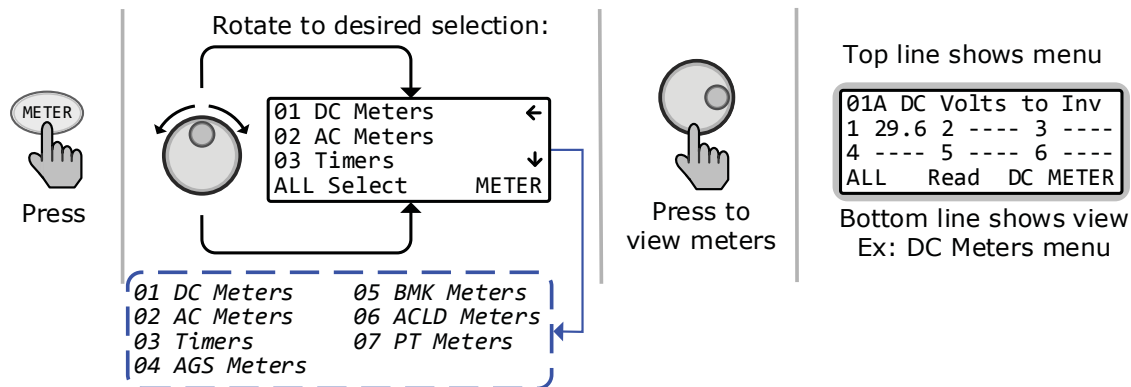 Rotate to desired selection:
METER
Press
01 DC Meters ←
02 AC Meters
03 Timers ↓
ALL Select METER
01 DC Meters
02 AC Meters
03 Timers
04 AGS Meters
05 BMK Meters
06 ACLD Meters
07 PT Meters
Press to
view meters
Top line shows menu
01A DC Volts to Inv
1 29.6 2 ---- 3 ----
4 ---- 5 ---- 6 ----
ALL Read DC METER
Bottom line shows view
Ex: DC Meters menu